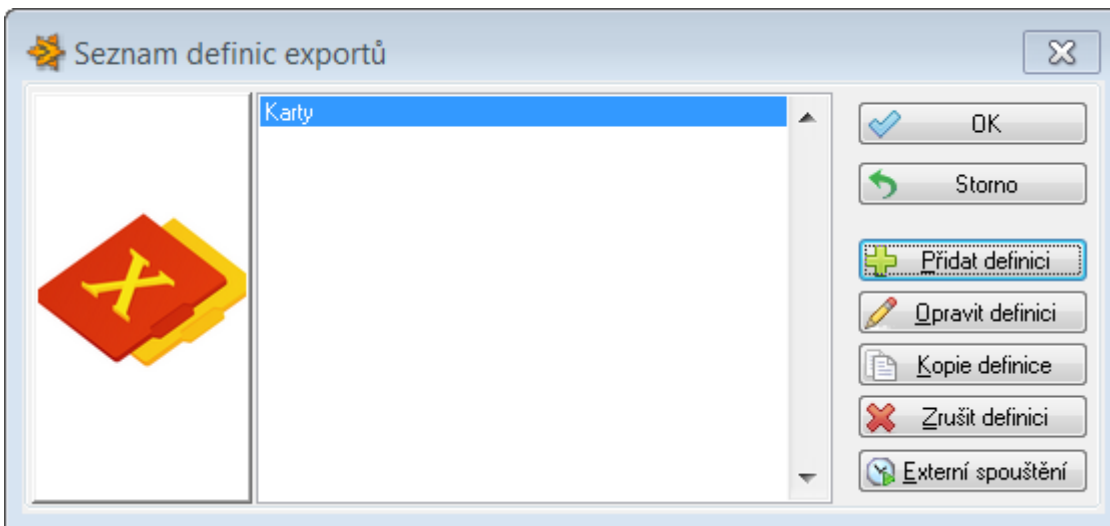 Seznam definic exportů
Karty
OK
Storno
Přidat definici
Opravit definici
Kopie definice
Zrušit definici
Externí spouštění
X